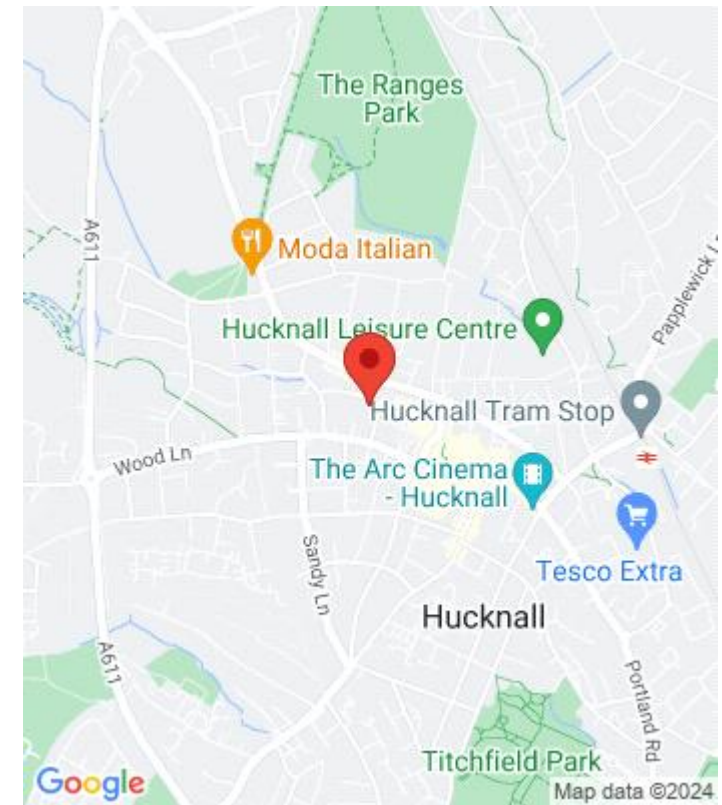 The Ranges
Park
A611
Moda Italian
Papplewick L
Hucknall Leisure Centre
Hucknall Tram Stop
Wood Ln
The Arc Cinema
- Hucknall
Sandy Ln
Tesco Extra
Hucknall
A611
Portland Rd
Titchfield Park
Google
Map data ©2024